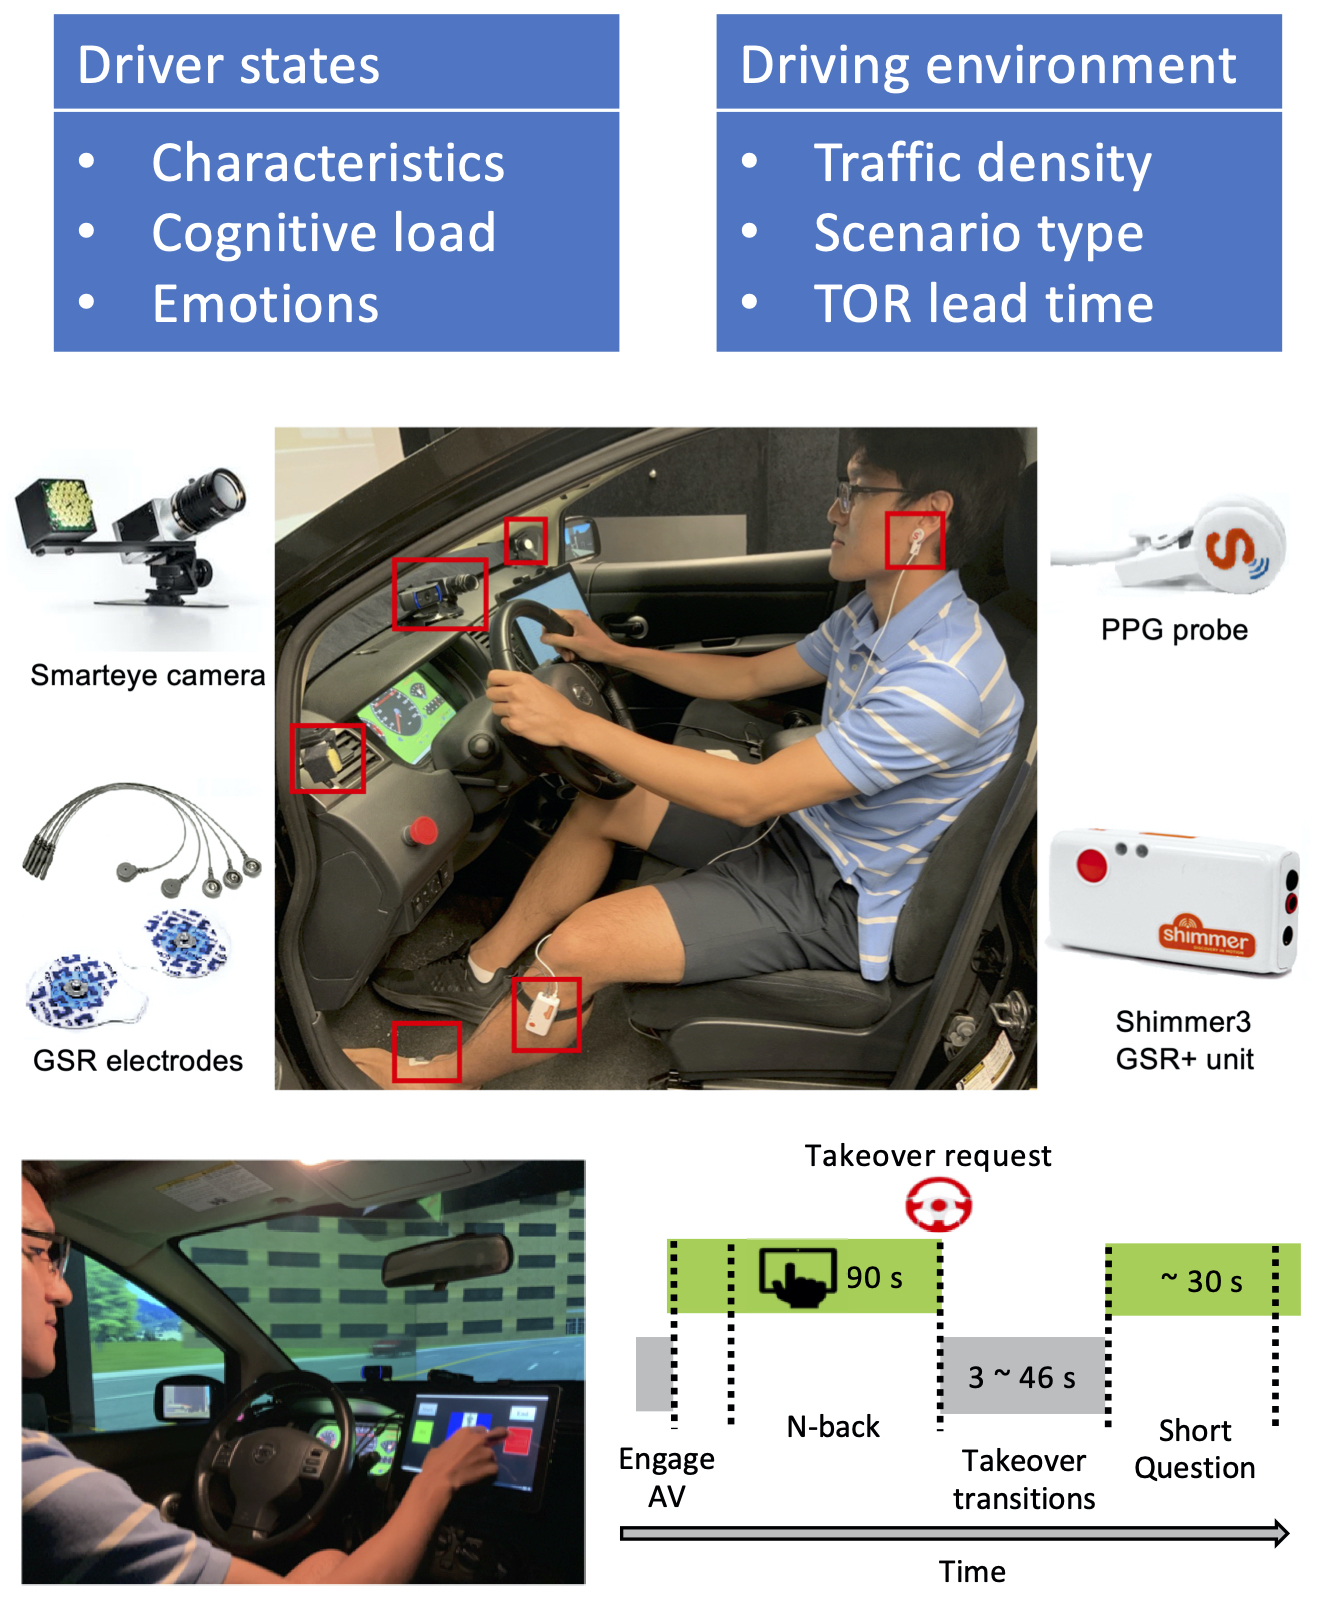 Driver states
• Characteristics
• Cognitive load
• Emotions
Driving environment
• Traffic density
• Scenario type
• TOR lead time
Smarteye camera
PPG probe
GSR electrodes
shimmer
Shimmer3
GSR+ unit
Takeover request
90 s
~ 30 s
3 ~ 46 s
N-back
Engage
AV
Takeover
transitions
Short
Question
Time